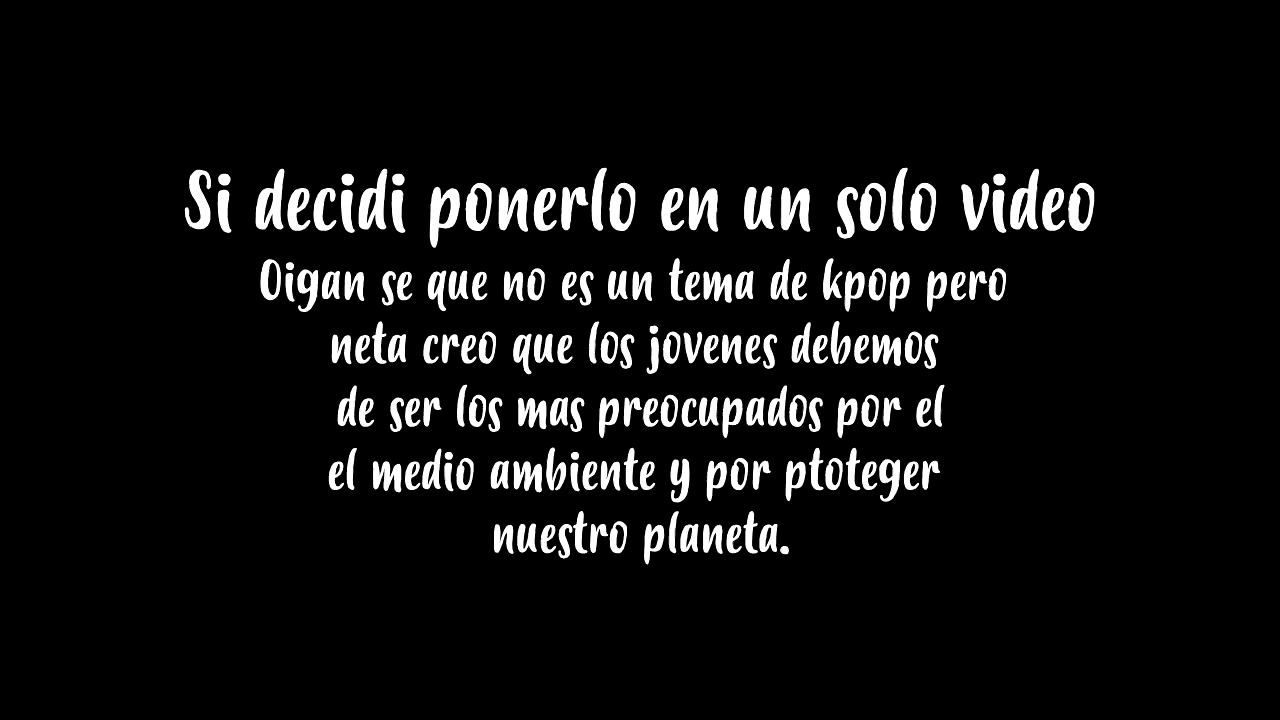 Si decidi ponerlo en un solo video
Oigan se que no es un tema de kpop pero
neta creo que los jovenes debemos
de ser los mas preocupados por el
el medio ambiente y por ptoteger
nuestro planeta.